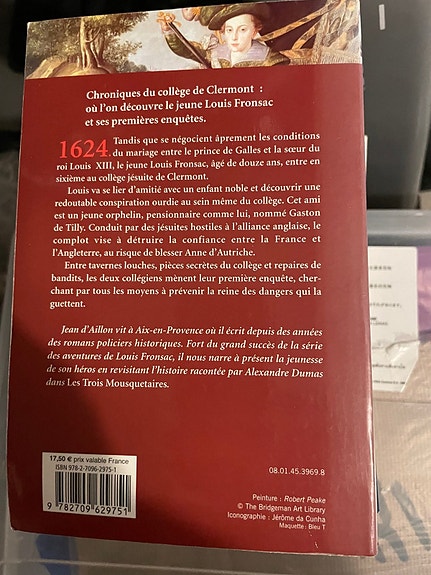 Chroniques du collège de Clermont :
où l'on découvre le jeune Louis Fronsac
et ses premières enquêtes.
1624. Tandis que se négocient âprement les conditions
du mariage entre le prince de Galles et la sœur du
roi Louis XIII, le jeune Louis Fronsac, âgé de douze ans, entre en
sixième au collège jésuite de Clermont.
Louis va se lier d'amitié avec un enfant noble et découvrir une
redoutable conspiration ourdie au sein même du collège. Cet ami
est un jeune orphelin, pensionnaire comme lui, nommé Gaston
de Tilly. Conduit par des jésuites hostiles à l'alliance anglaise, le
complot vise à détruire la confiance entre la France et
l'Angleterre, au risque de blesser Anne d'Autriche.
Entre tavernes louches, pièces secrètes du collège et repaires de
bandits, les deux collégiens mènent leur première enquête, cher-
chant par tous les moyens à prévenir la reine des dangers qui la
guettent.
Jean d'Aillon vit à Aix-en-Provence où il écrit depuis des années
des romans policiers historiques. Fort du grand succès de la série
des aventures de Louis Fronsac, il nous narre à présent la jeunesse
de son héros en revisitant l'histoire racontée par Alexandre Dumas
dans Les Trois Mousquetaires.
17,50 € prix valable France
ISBN 978-2-7096-2975-1
9 782709 629751
08.01.45.3969.8
Peinture : Robert Peake
© The Bridgeman Art Library
Iconographie : Jérôme da Cunha
Maquette : Bleu T